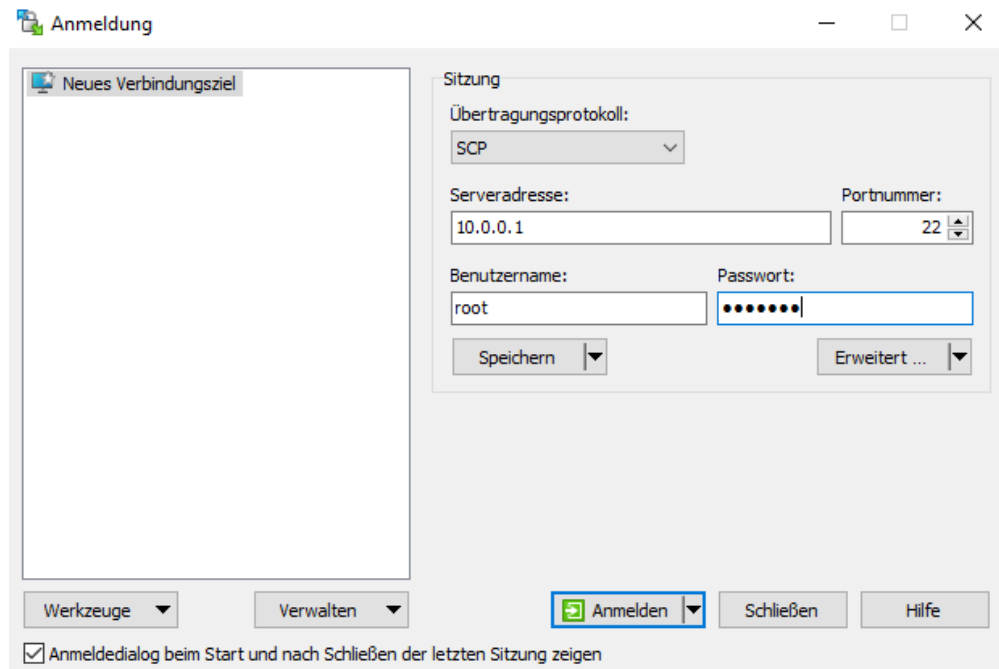 Anmeldung
Neues Verbindungsziel
Sitzung
Übertragungsprotokoll:
SCP
Serveradresse:
Portnummer:
10.0.0.1
22
Benutzername:
Passwort:
root
●●●●●●●
Speichern
Erweitert ...
Werkzeuge
Verwalten
Anmelden
Schließen
Hilfe
Anmeldedialog beim Start und nach Schließen der letzten Sitzung zeigen